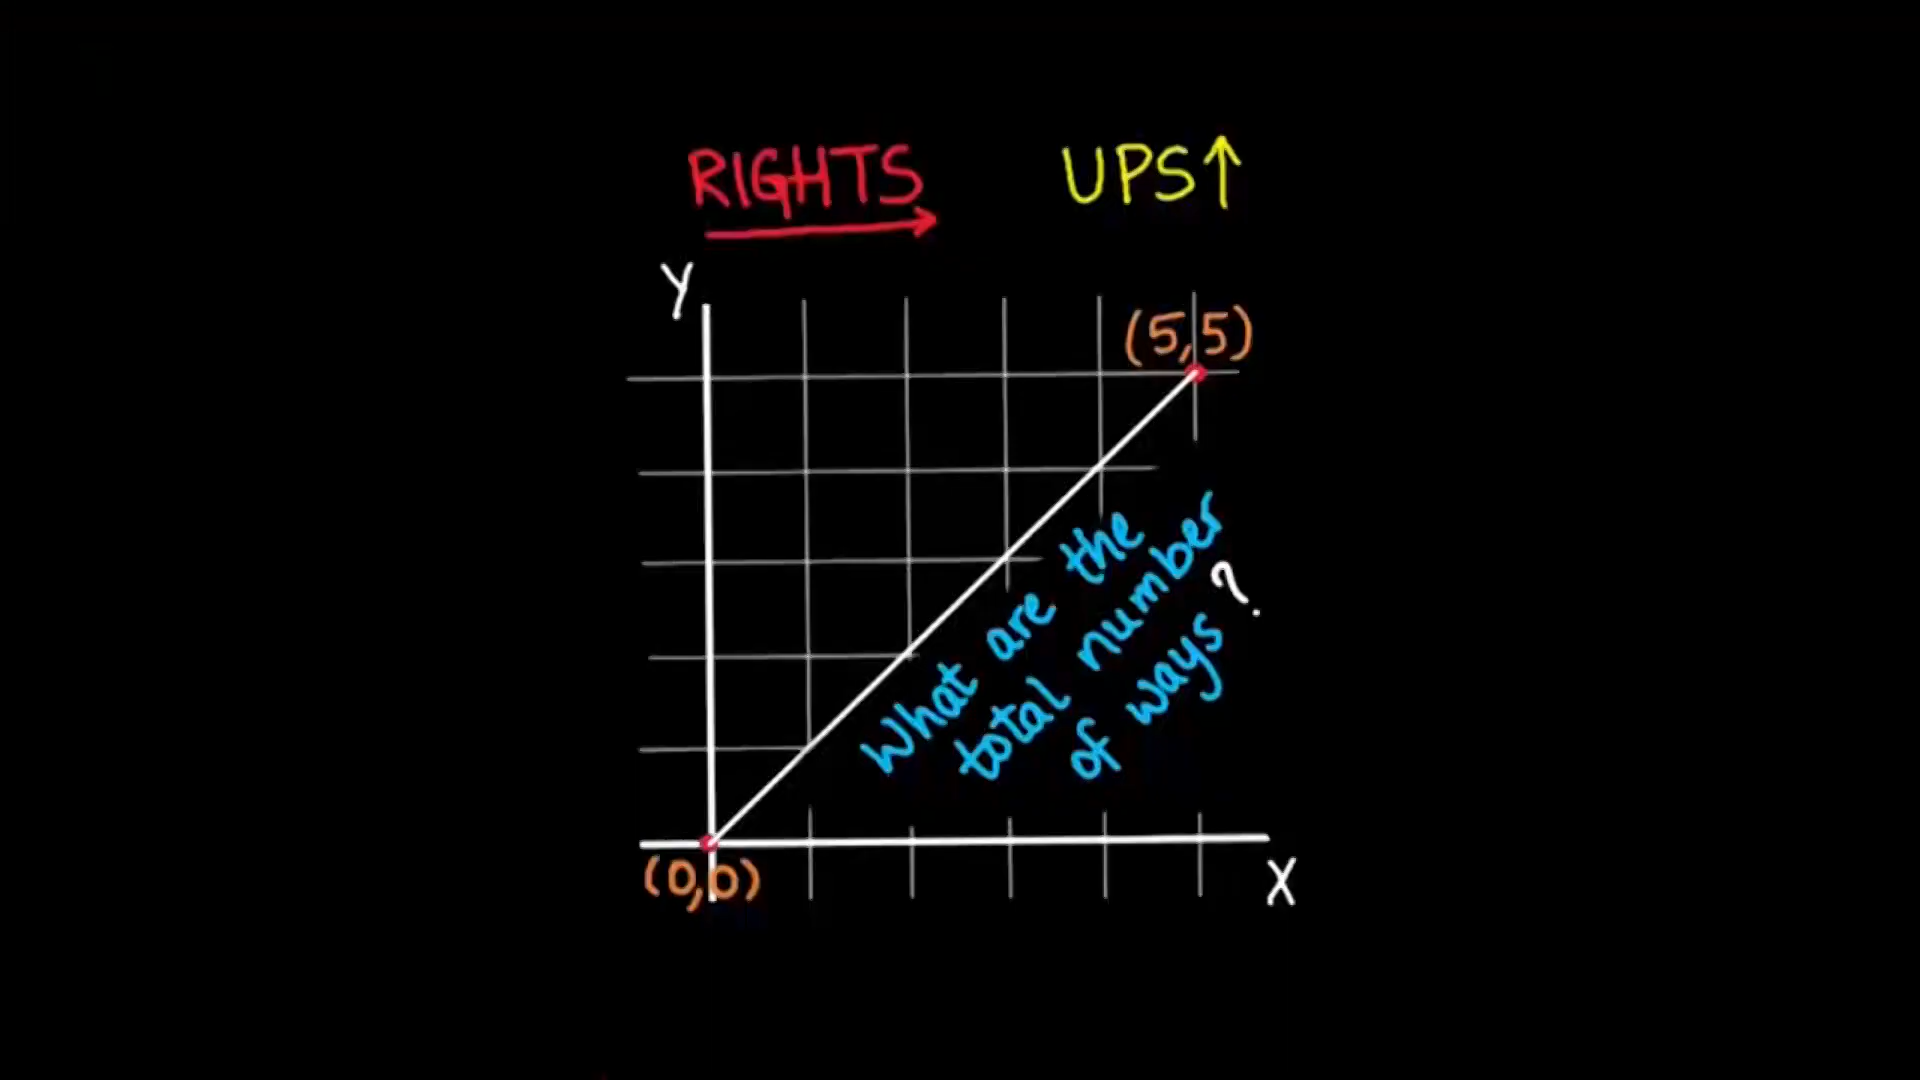 RIGHTS UPS↑
Y
(5,5)
What are the
total number
of ways?
(0,0)
X